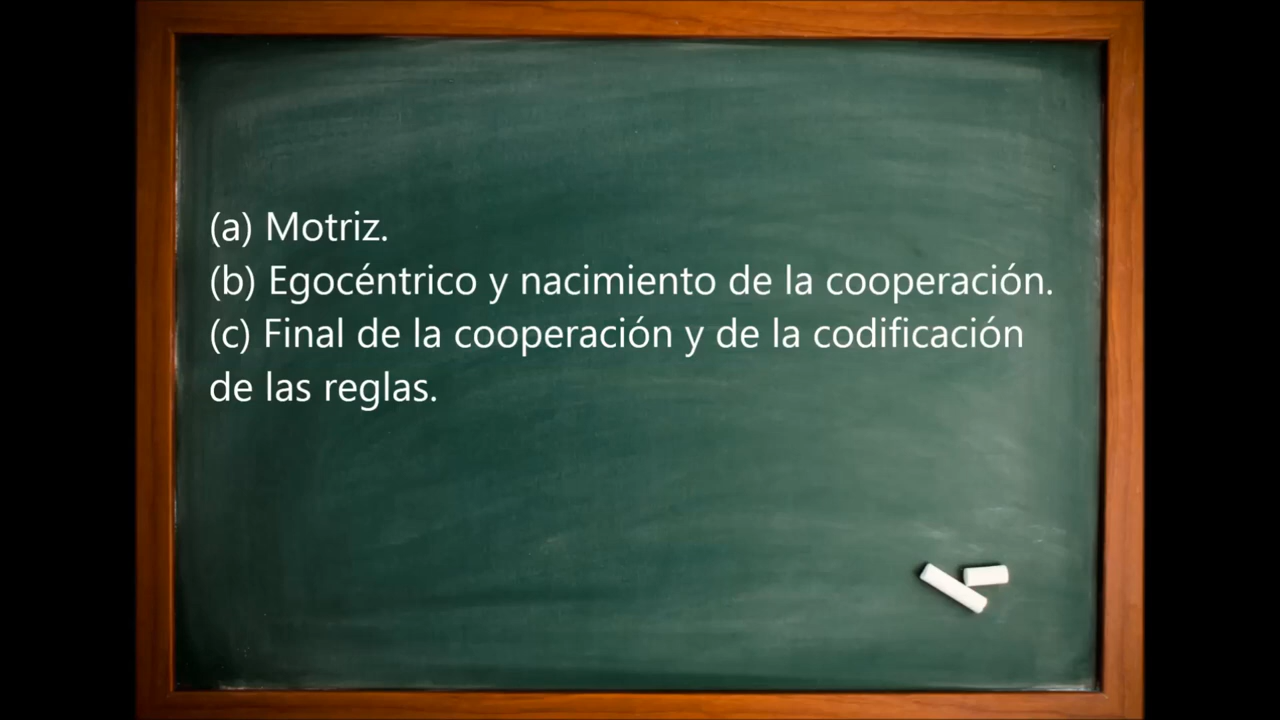 (a) Motriz.
(b) Egocéntrico y nacimiento de la cooperación.
(c) Final de la cooperación y de la codificación
de las reglas.